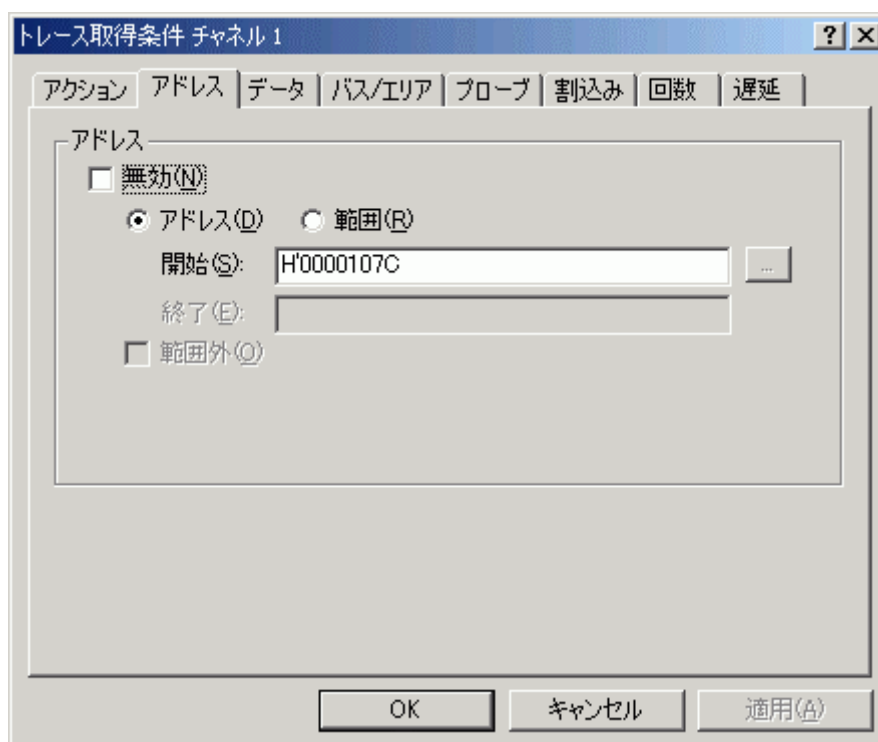 トレース取得条件 チャネル 1
アクション アドレス データ バス/エリア プローブ 割込み 回数 遅延
アドレス
無効(N)
アドレス(D) 範囲(R)
開始(S): H'0000107C ...
終了(E):
範囲外(O)
OK キャンセル 適用(A)